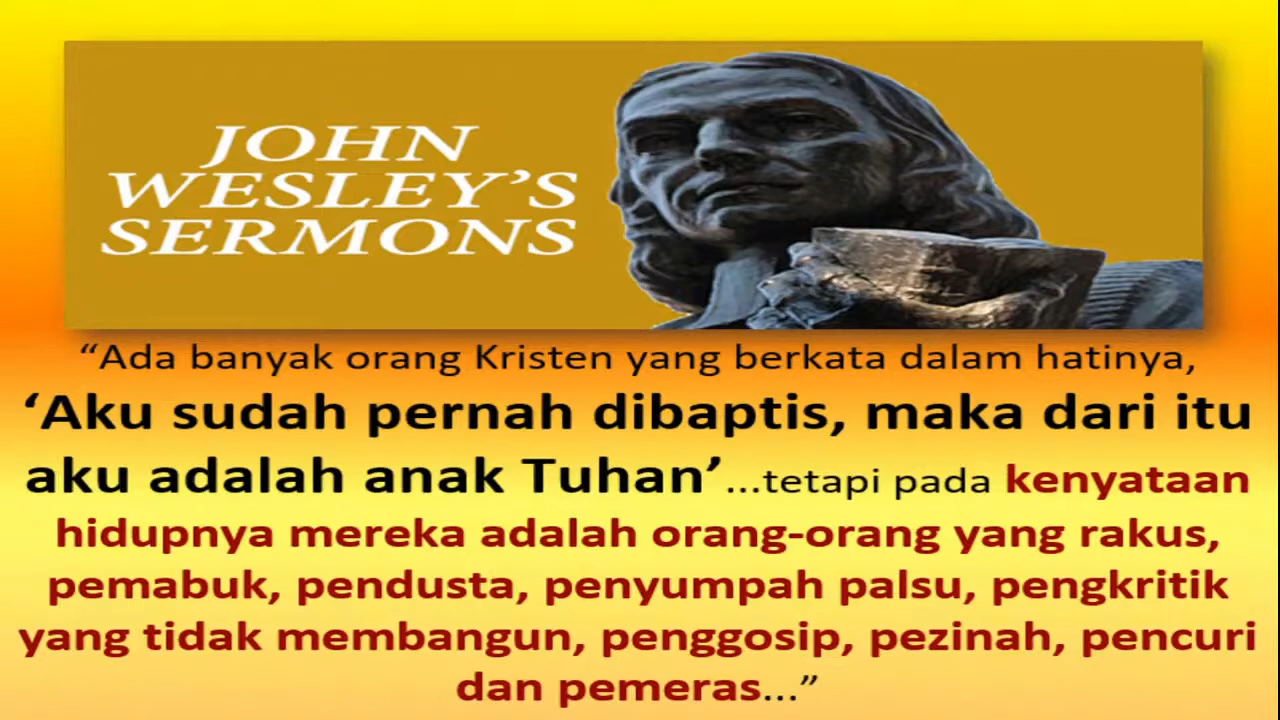 JOHN
WESLEY’S
SERMONS
“Ada banyak orang Kristen yang berkata dalam hatinya,
‘Aku sudah pernah dibaptis, maka dari itu
aku adalah anak Tuhan’...tetapi pada kenyataan
hidupnya mereka adalah orang-orang yang rakus,
pemabuk, pendusta, penyumpah palsu, pengkritik
yang tidak membangun, penggosip, pezinah, pencuri
dan pemeras...”